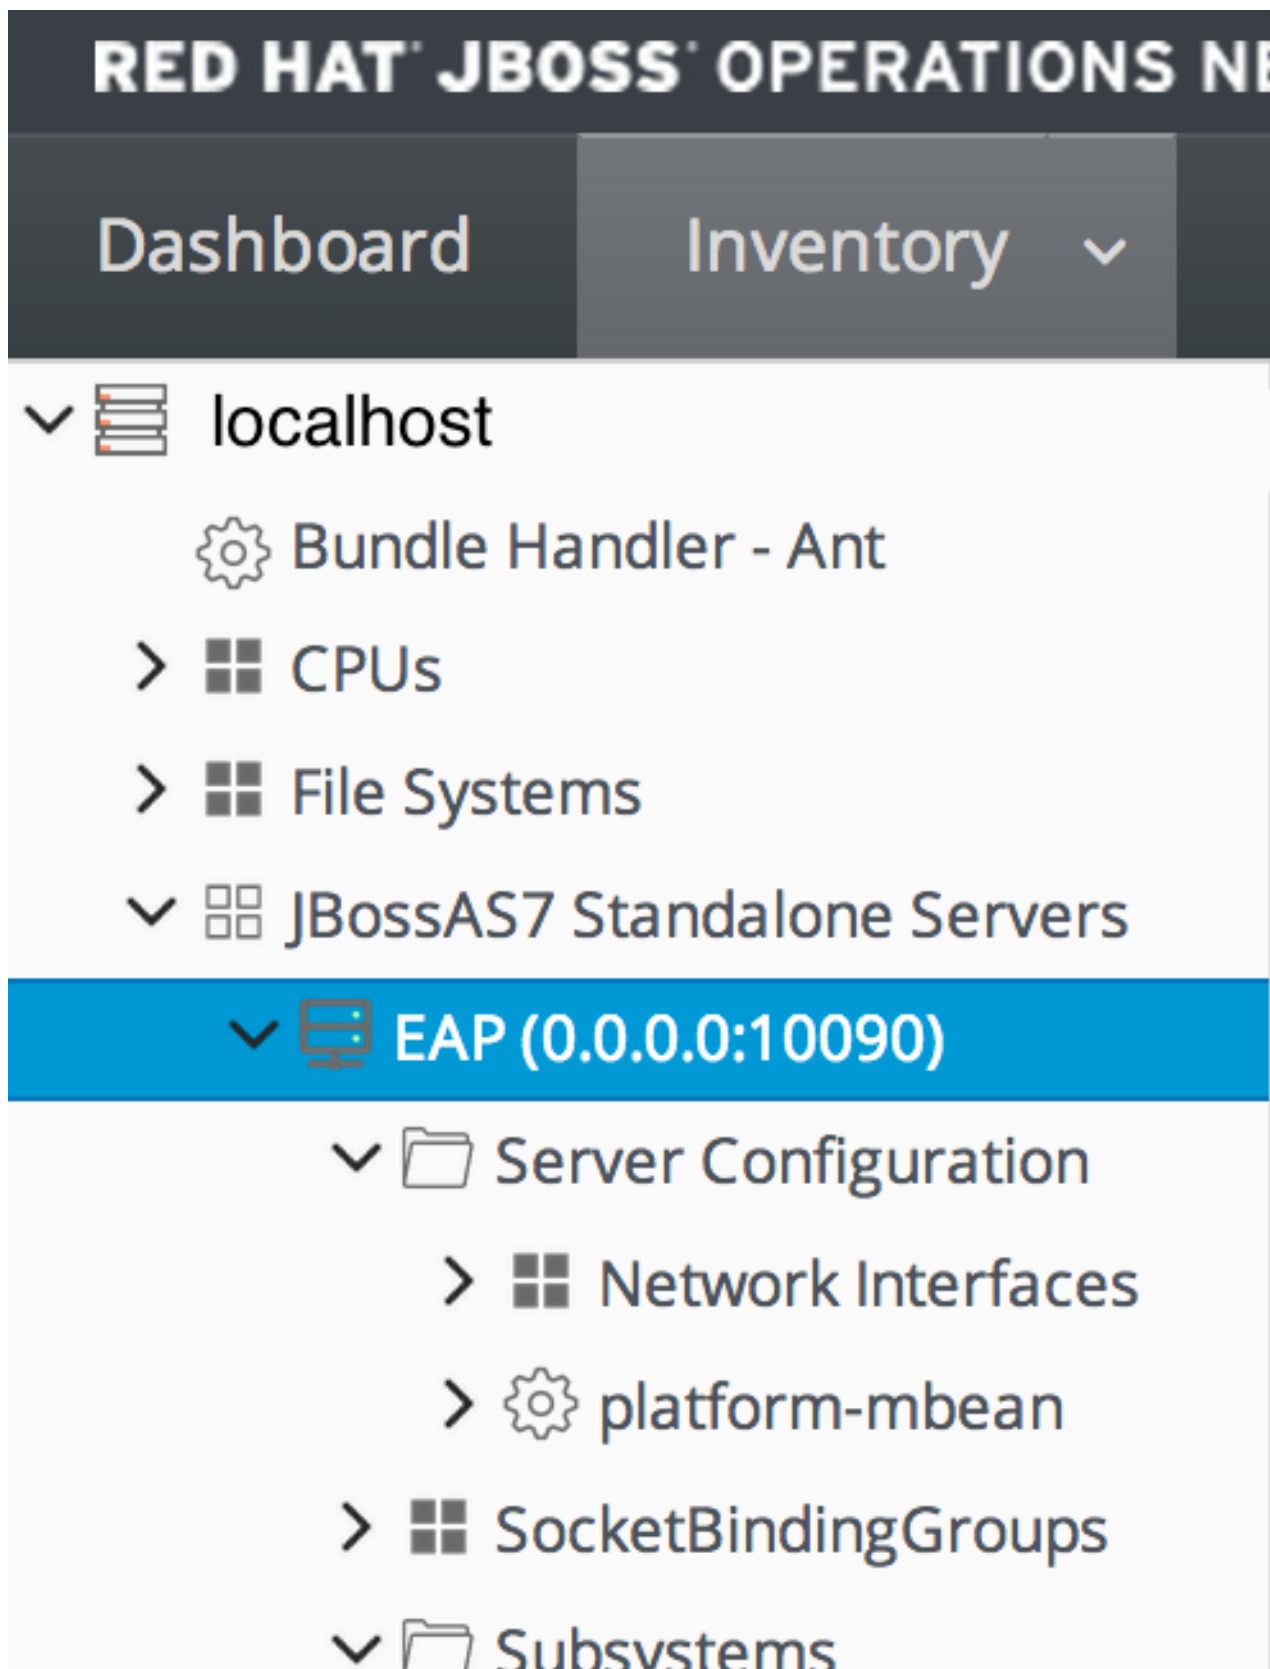 RED HAT JBOSS OPERATIONS NE
Dashboard Inventory
localhost
Bundle Handler - Ant
CPUs
File Systems
JBossAS7 Standalone Servers
EAP (0.0.0.0:10090)
Server Configuration
Network Interfaces
platform-mbean
SocketBindingGroups
Subsystems